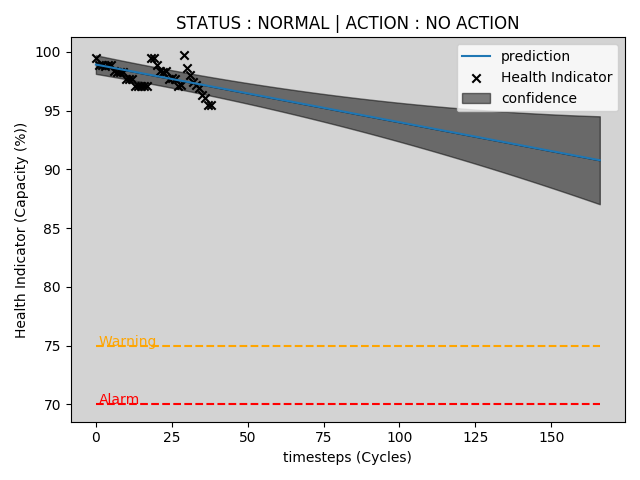 STATUS : NORMAL | ACTION : NO ACTION
prediction
Health Indicator
confidence
Health Indicator (Capacity (%))
100
95
90
85
80
75
70
Warning
Alarm
0
25
50
75
100
125
150
timesteps (Cycles)